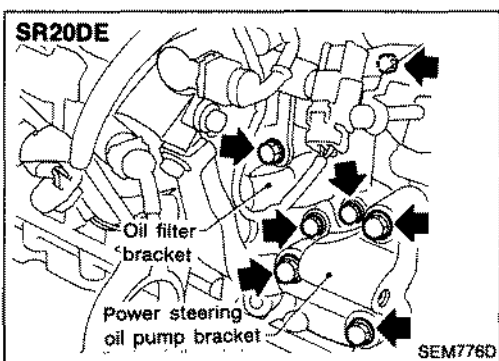 SR20DE
Oil filter
bracket
Power steering
oil pump bracket
SEM776D